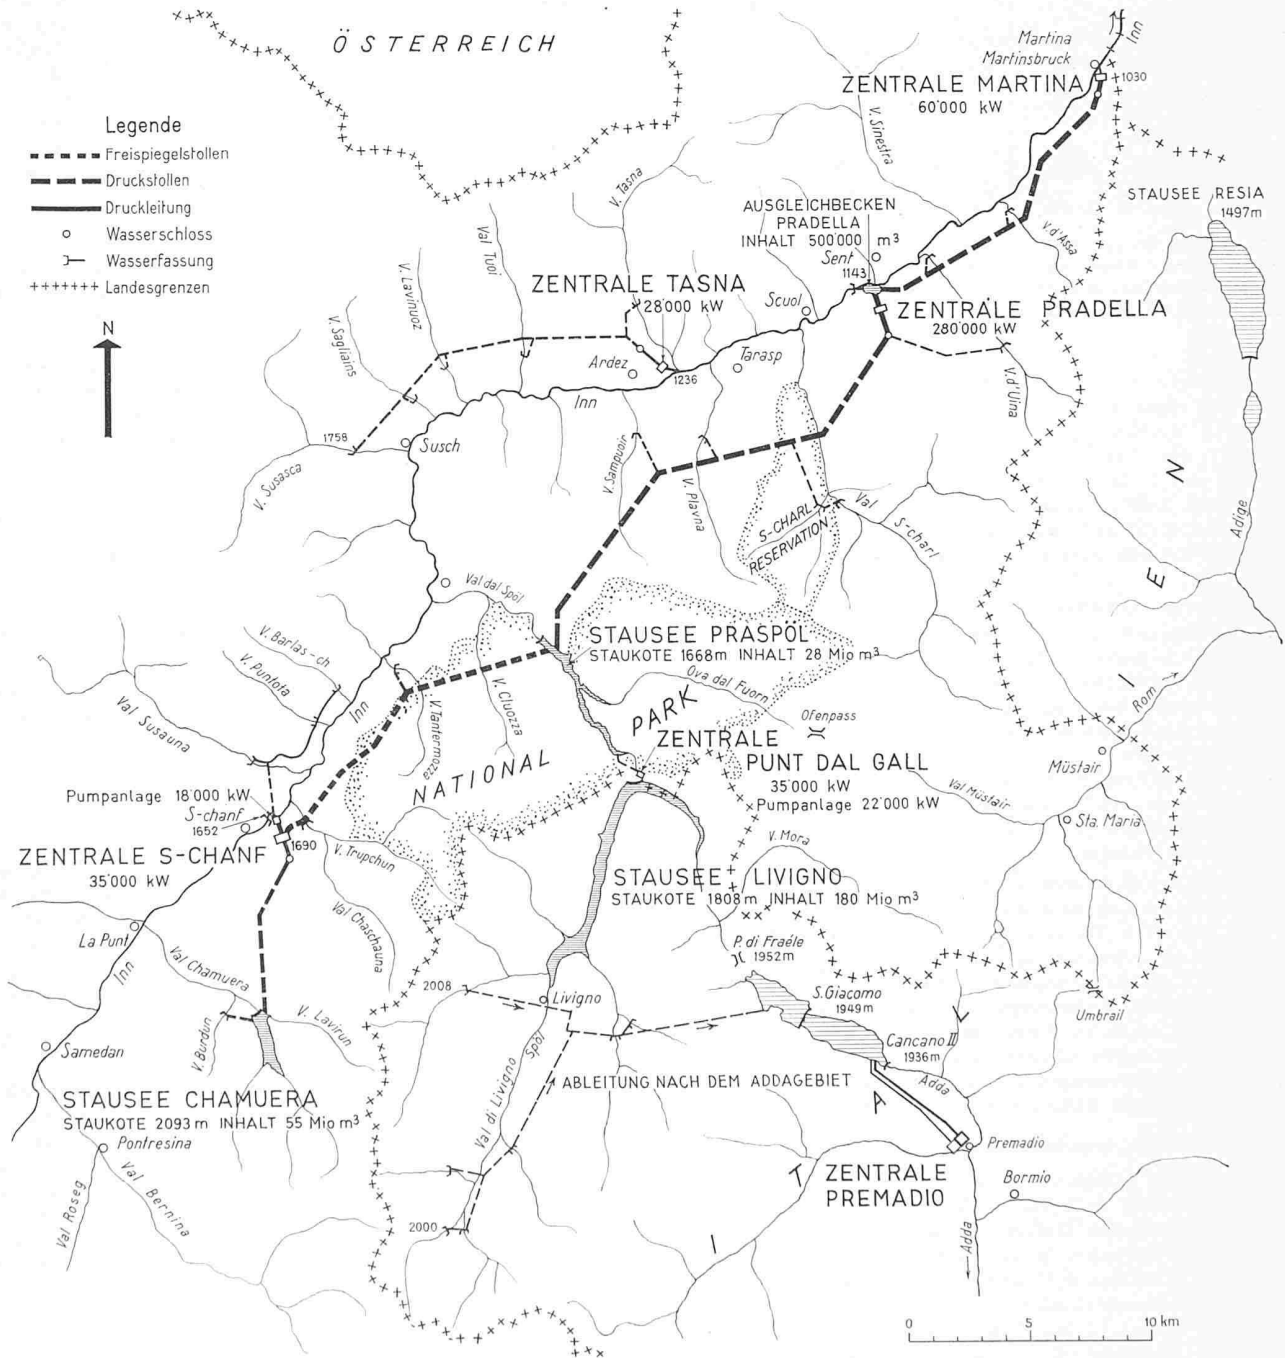 ÖSTERREICH
Inn
Martina
Martinsbruck
ZENTRALE MARTINA
60'000 kW
1030
Legende
Freispiegelstollen
Druckstollen
Druckleitung
Wasserschloss
Wasserfassung
Landesgrenzen
N
V. Sinestra
V. Tasna
Val Tuoi
V. Lavinuoz
V. Sagliains
STAUSEE RESIA
1497m
AUSGLEICHBECKEN
PRADELLA
INHALT 500'000 m³
Sent
1143
V. d'Assa
ZENTRALE TASNA
28'000 kW
Scuol
ZENTRALE PRADELLA
280'000 kW
Ardez
1236
Tarasp
Inn
V. d'Uina
1758
Susch
V. Susasca
V. Sampuoir
V. Plavna
S-CHARL
RESERVATION
Val S-charl
Adige
Val dal Spöl
STAUSEE PRASPÖL
STAUKOTE 1668m INHALT 28 Mio m³
V. Barlas-ch
V. Puntota
Val Susauna
Inn
V. Tantermozza
V. Cluozza
Ova dal Fuorn
Ofenpass
NATIONAL PARK
ZENTRALE
PUNT DAL GALL
35'000 kW
Pumpanlage 22'000 kW
Rom
Müstair
Val Müstair
Sta. Maria
Pumpanlage 18'000 kW
S-chanf
1652
1690
ZENTRALE S-CHANF
35'000 kW
V. Trupchun
V. Mora
STAUSEE LIVIGNO
STAUKOTE 1808m INHALT 180 Mio m³
La Punt
Inn
Val Chamuera
Val Chaschauna
P. di Fraéle
1952m
2008
Livigno
S. Giacomo
1949m
Umbrail
V. Burdun
V. Lavirun
Samedan
Spöl
Cancano II
1936m
Adda
STAUSEE CHAMUERA
STAUKOTE 2093m INHALT 55 Mio m³
ABLEITUNG NACH DEM ADDAGEBIET
Val di Livigno
Pontresina
Val Roseg
Val Bernina
2000
Premadio
ZENTRALE
PREMADIO
Bormio
Adda
ITALIEN
0 5 10 km